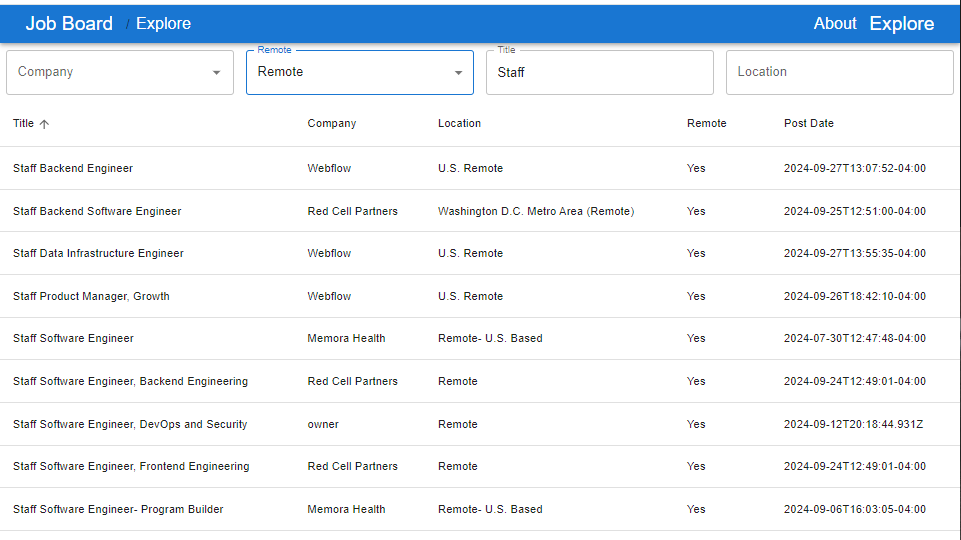 Job Board / Explore About Explore
Remote Title
Company Remote Staff Location
Title Company Location Remote Post Date
Staff Backend Engineer Webflow U.S. Remote Yes 2024-09-27T13:07:52-04:00
Staff Backend Software Engineer Red Cell Partners Washington D.C. Metro Area (Remote) Yes 2024-09-25T12:51:00-04:00
Staff Data Infrastructure Engineer Webflow U.S. Remote Yes 2024-09-27T13:55:35-04:00
Staff Product Manager, Growth Webflow U.S. Remote Yes 2024-09-26T18:42:10-04:00
Staff Software Engineer Memora Health Remote- U.S. Based Yes 2024-07-30T12:47:48-04:00
Staff Software Engineer, Backend Engineering Red Cell Partners Remote Yes 2024-09-24T12:49:01-04:00
Staff Software Engineer, DevOps and Security owner Remote Yes 2024-09-12T20:18:44.931Z
Staff Software Engineer, Frontend Engineering Red Cell Partners Remote Yes 2024-09-24T12:49:01-04:00
Staff Software Engineer- Program Builder Memora Health Remote- U.S. Based Yes 2024-09-06T16:03:05-04:00